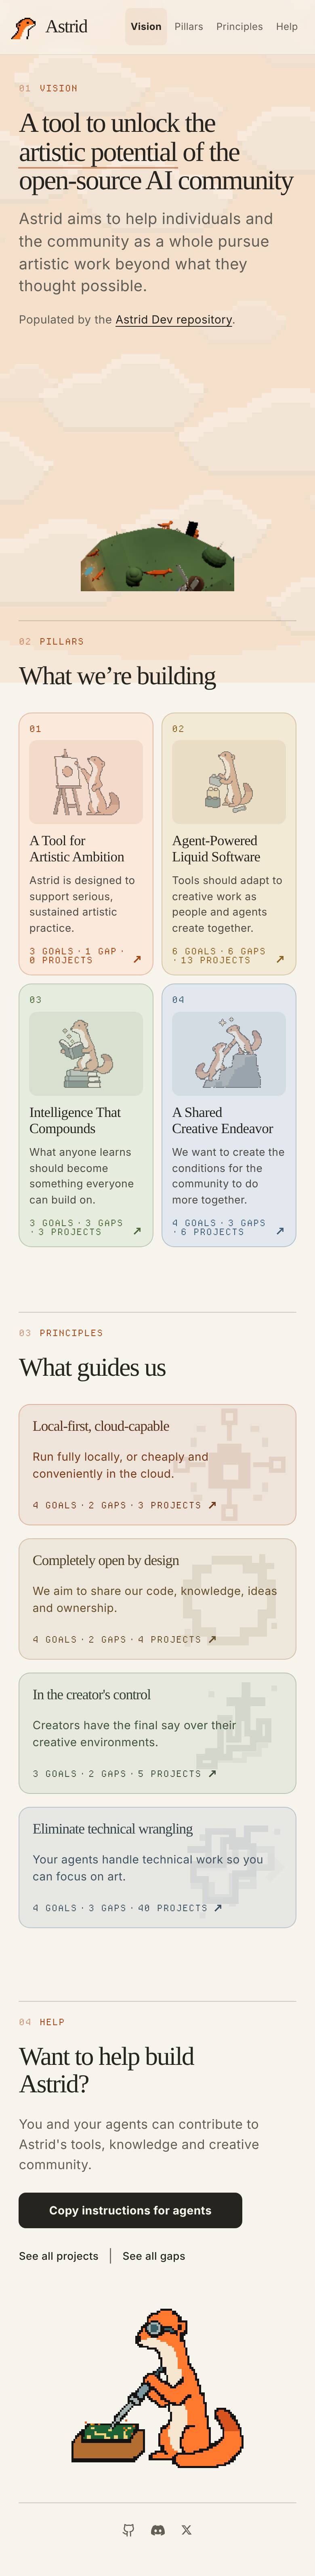 Astrid
Vision Pillars Principles Help
01 VISION
A tool to unlock the
artistic potential of the
open-source AI community
Astrid aims to help individuals and
the community as a whole pursue
artistic work beyond what they
thought possible.
Populated by the Astrid Dev repository.
02 PILLARS
What we’re building
01
A Tool for
Artistic Ambition
Astrid is designed to
support serious,
sustained artistic
practice.
3 GOALS · 1 GAP ·
0 PROJECTS ↗
02
Agent-Powered
Liquid Software
Tools should adapt to
creative work as
people and agents
create together.
6 GOALS · 6 GAPS
· 13 PROJECTS ↗
03
Intelligence That
Compounds
What anyone learns
should become
something everyone
can build on.
3 GOALS · 3 GAPS
· 3 PROJECTS ↗
04
A Shared
Creative Endeavor
We want to create the
conditions for the
community to do
more together.
4 GOALS · 3 GAPS
· 6 PROJECTS ↗
03 PRINCIPLES
What guides us
Local-first, cloud-capable
Run fully locally, or cheaply and
conveniently in the cloud.
4 GOALS · 2 GAPS · 3 PROJECTS ↗
Completely open by design
We aim to share our code, knowledge, ideas
and ownership.
4 GOALS · 2 GAPS · 4 PROJECTS ↗
In the creator's control
Creators have the final say over their
creative environments.
3 GOALS · 2 GAPS · 5 PROJECTS ↗
Eliminate technical wrangling
Your agents handle technical work so you
can focus on art.
4 GOALS · 3 GAPS · 40 PROJECTS ↗
04 HELP
Want to help build
Astrid?
You and your agents can contribute to
Astrid's tools, knowledge and creative
community.
Copy instructions for agents
See all projects | See all gaps